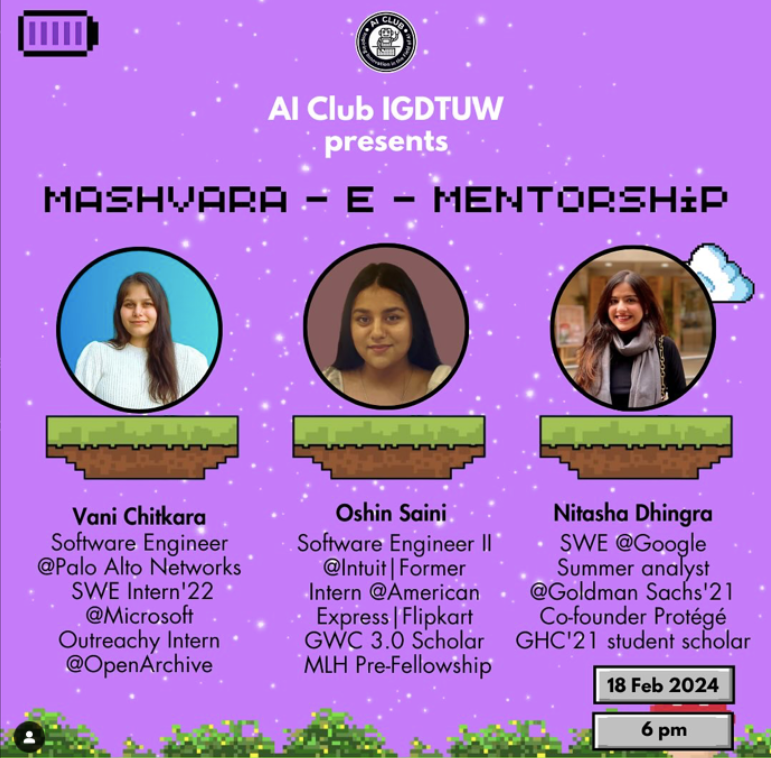 AI CLUB
AI Club IGDTUW
presents
MASHVARA - E - MENTORSHiP
Vani Chitkara
Software Engineer
@Palo Alto Networks
SWE Intern'22
@Microsoft
Outreachy Intern
@OpenArchive
Oshin Saini
Software Engineer II
@Intuit|Former
Intern @American
Express|Flipkart
GWC 3.0 Scholar
MLH Pre-Fellowship
Nitasha Dhingra
SWE @Google
Summer analyst
@Goldman Sachs'21
Co-founder Protégé
GHC'21 student scholar
18 Feb 2024
6 pm